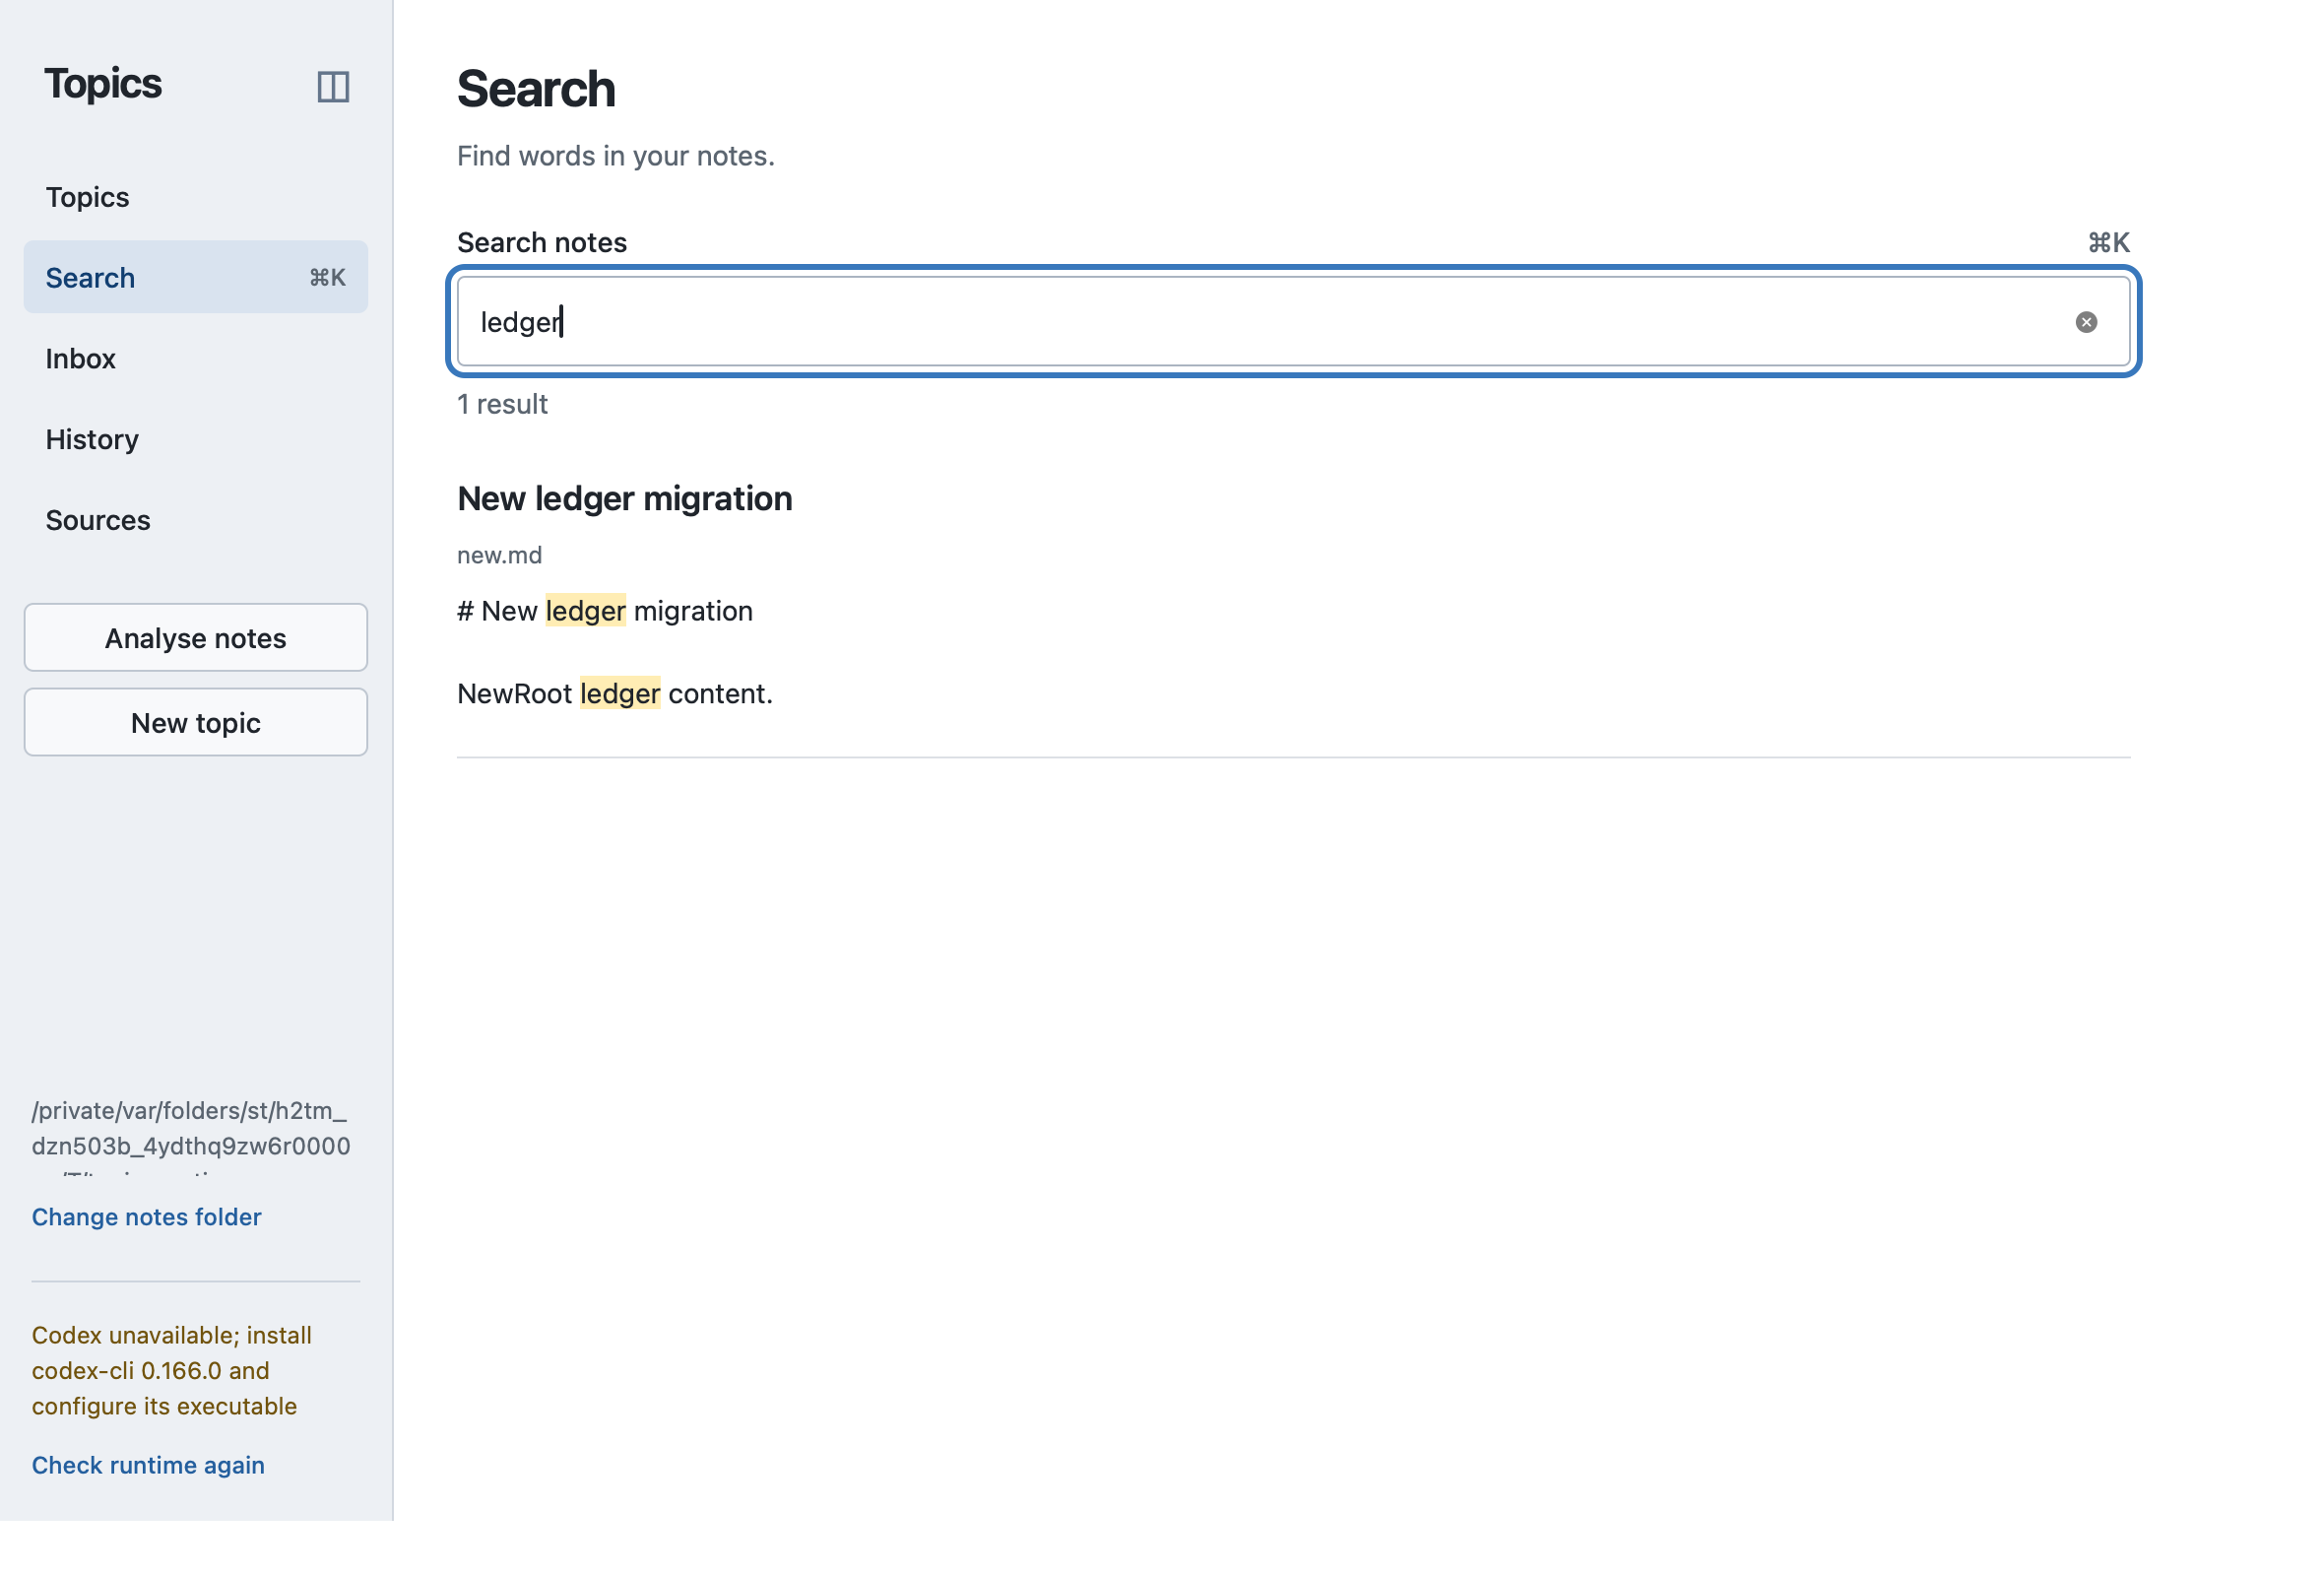 Topics
Topics
Search ⌘K
Inbox
History
Sources
Analyse notes
New topic
/private/var/folders/st/h2tm_
dzn503b_4ydthq9zw6r0000
Change notes folder
Codex unavailable; install
codex-cli 0.166.0 and
configure its executable
Check runtime again
Search
Find words in your notes.
Search notes ⌘K
ledger
1 result
New ledger migration
new.md
# New ledger migration
NewRoot ledger content.